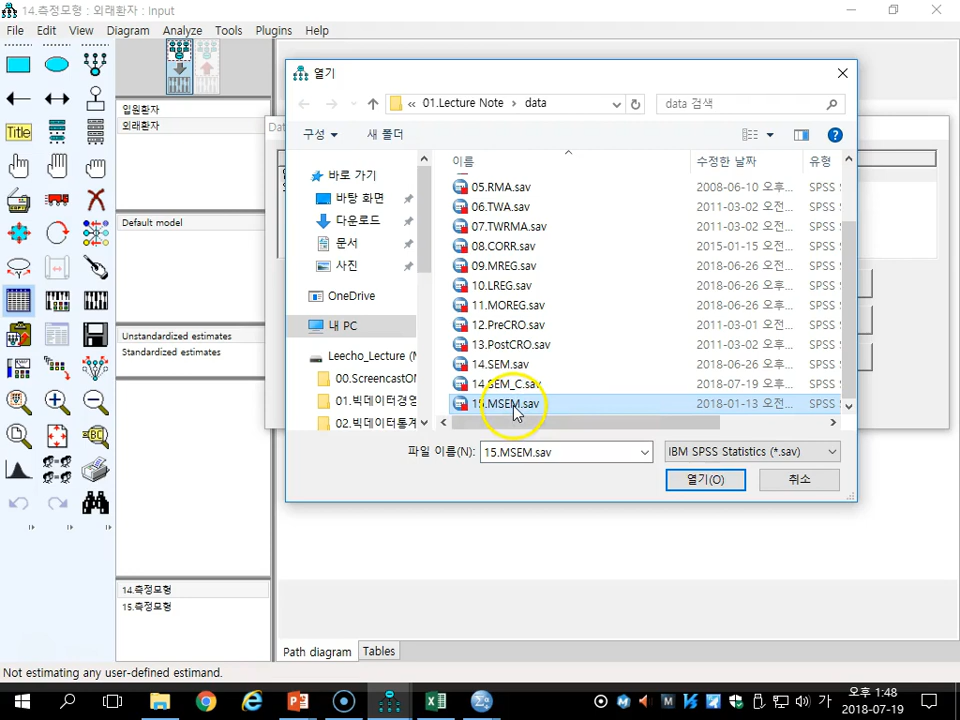 14.측정모형 : 외래환자 : Input
File Edit View Diagram Analyze Tools Plugins Help
입원환자
외래환자
Title
Default model
Unstandardized estimates
Standardized estimates
14.측정모형
15.측정모형
Path diagram Tables
Not estimating any user-defined estimand.
열기
« 01.Lecture Note › data
data 검색
구성 새 폴더
바로 가기
바탕 화면
다운로드
문서
사진
OneDrive
내 PC
Leecho_Lecture (
00.ScreencastO
01.빅데이터경영
02.빅데이터통계
이름 수정한 날짜 유형
05.RMA.sav 2008-06-10 오후... SPSS
06.TWA.sav 2011-03-02 오전... SPSS
07.TWRMA.sav 2011-03-02 오전... SPSS
08.CORR.sav 2015-01-15 오후... SPSS
09.MREG.sav 2018-06-26 오전... SPSS
10.LREG.sav 2018-06-26 오전... SPSS
11.MOREG.sav 2018-06-26 오전... SPSS
12.PreCRO.sav 2011-03-01 오전... SPSS
13.PostCRO.sav 2011-03-02 오전... SPSS
14.SEM.sav 2018-06-26 오전... SPSS
14.SEM_C.sav 2018-07-19 오후... SPSS
15.MSEM.sav 2018-01-13 오전... SPSS
파일 이름(N): 15.MSEM.sav IBM SPSS Statistics (*.sav)
열기(O) 취소
가
오후 1:48
2018-07-19